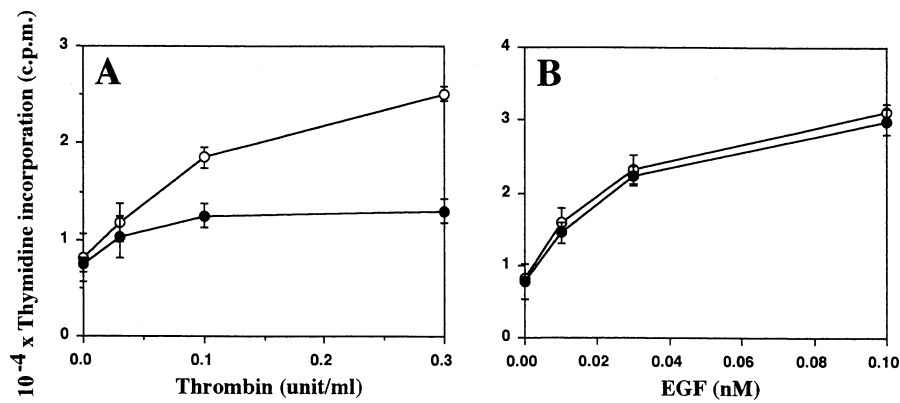 10⁻⁴ x Thymidine incorporation (c.p.m.)
A
3
2
1
0
0.0 0.1 0.2 0.3
Thrombin (unit/ml)
B
4
3
2
1
0
0.00 0.02 0.04 0.06 0.08 0.10
EGF (nM)